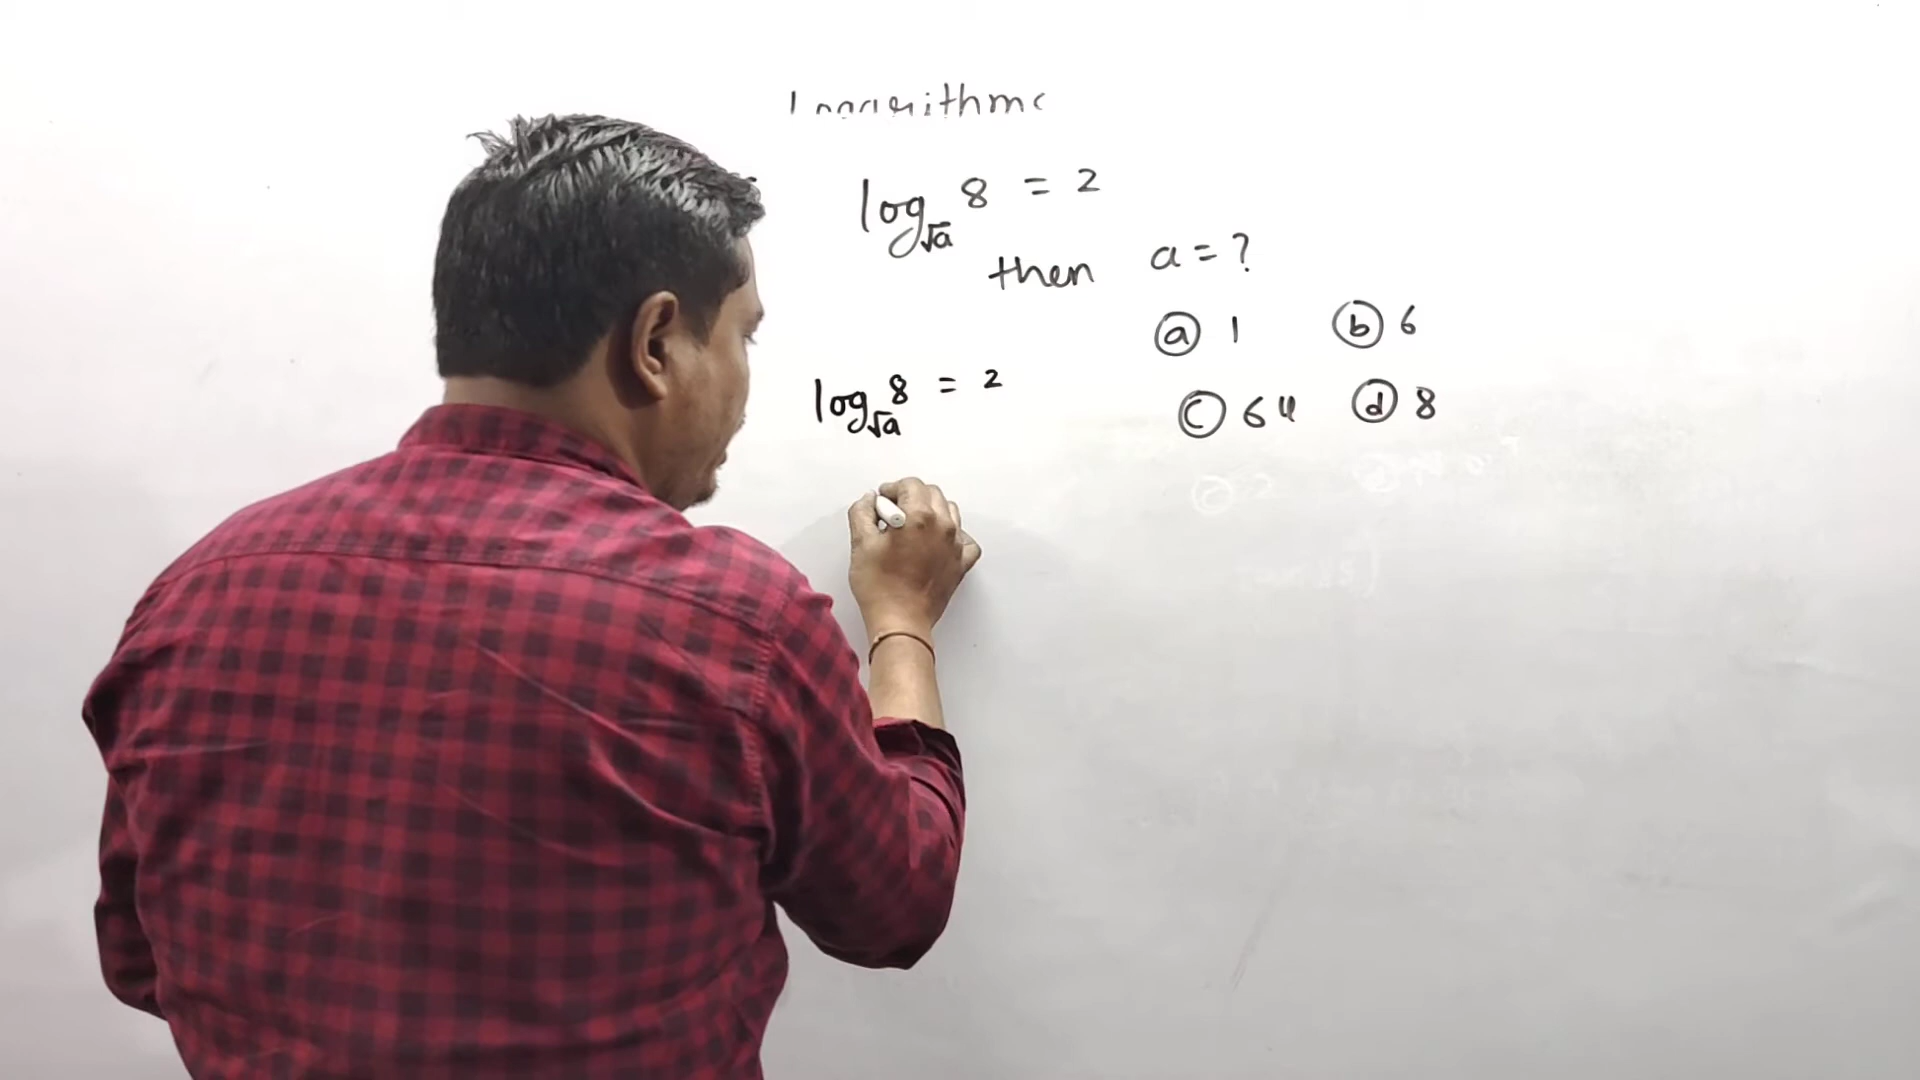 Logarithms
log√a 8 = 2
then a = ?
ⓐ 1 ⓑ 6
log√a 8 = 2
ⓒ 64 ⓓ 8